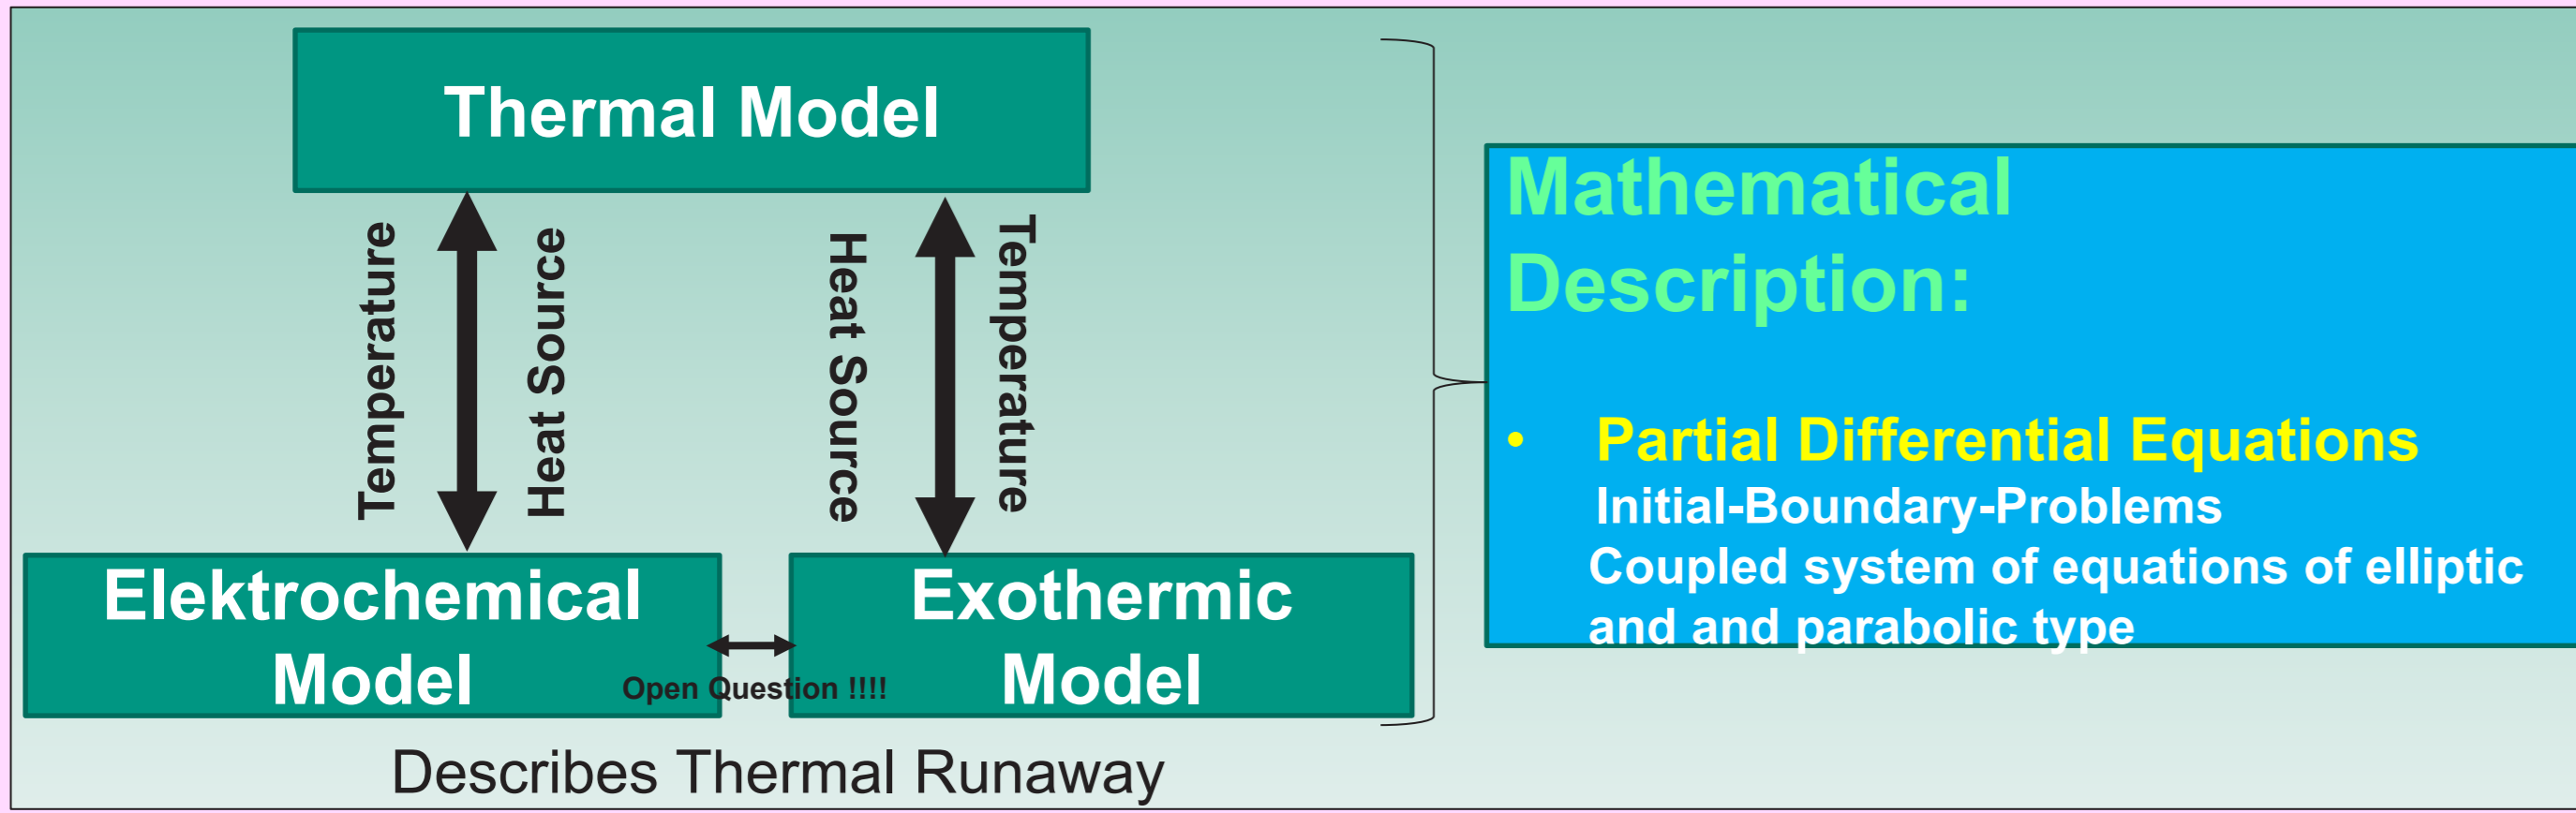 Thermal Model
Temperature
Heat Source
Heat Source
Temperature
Elektrochemical
Model
Open Question !!!!
Exothermic
Model
Describes Thermal Runaway
Mathematical
Description:
• Partial Differential Equations
Initial-Boundary-Problems
Coupled system of equations of elliptic
and and parabolic type